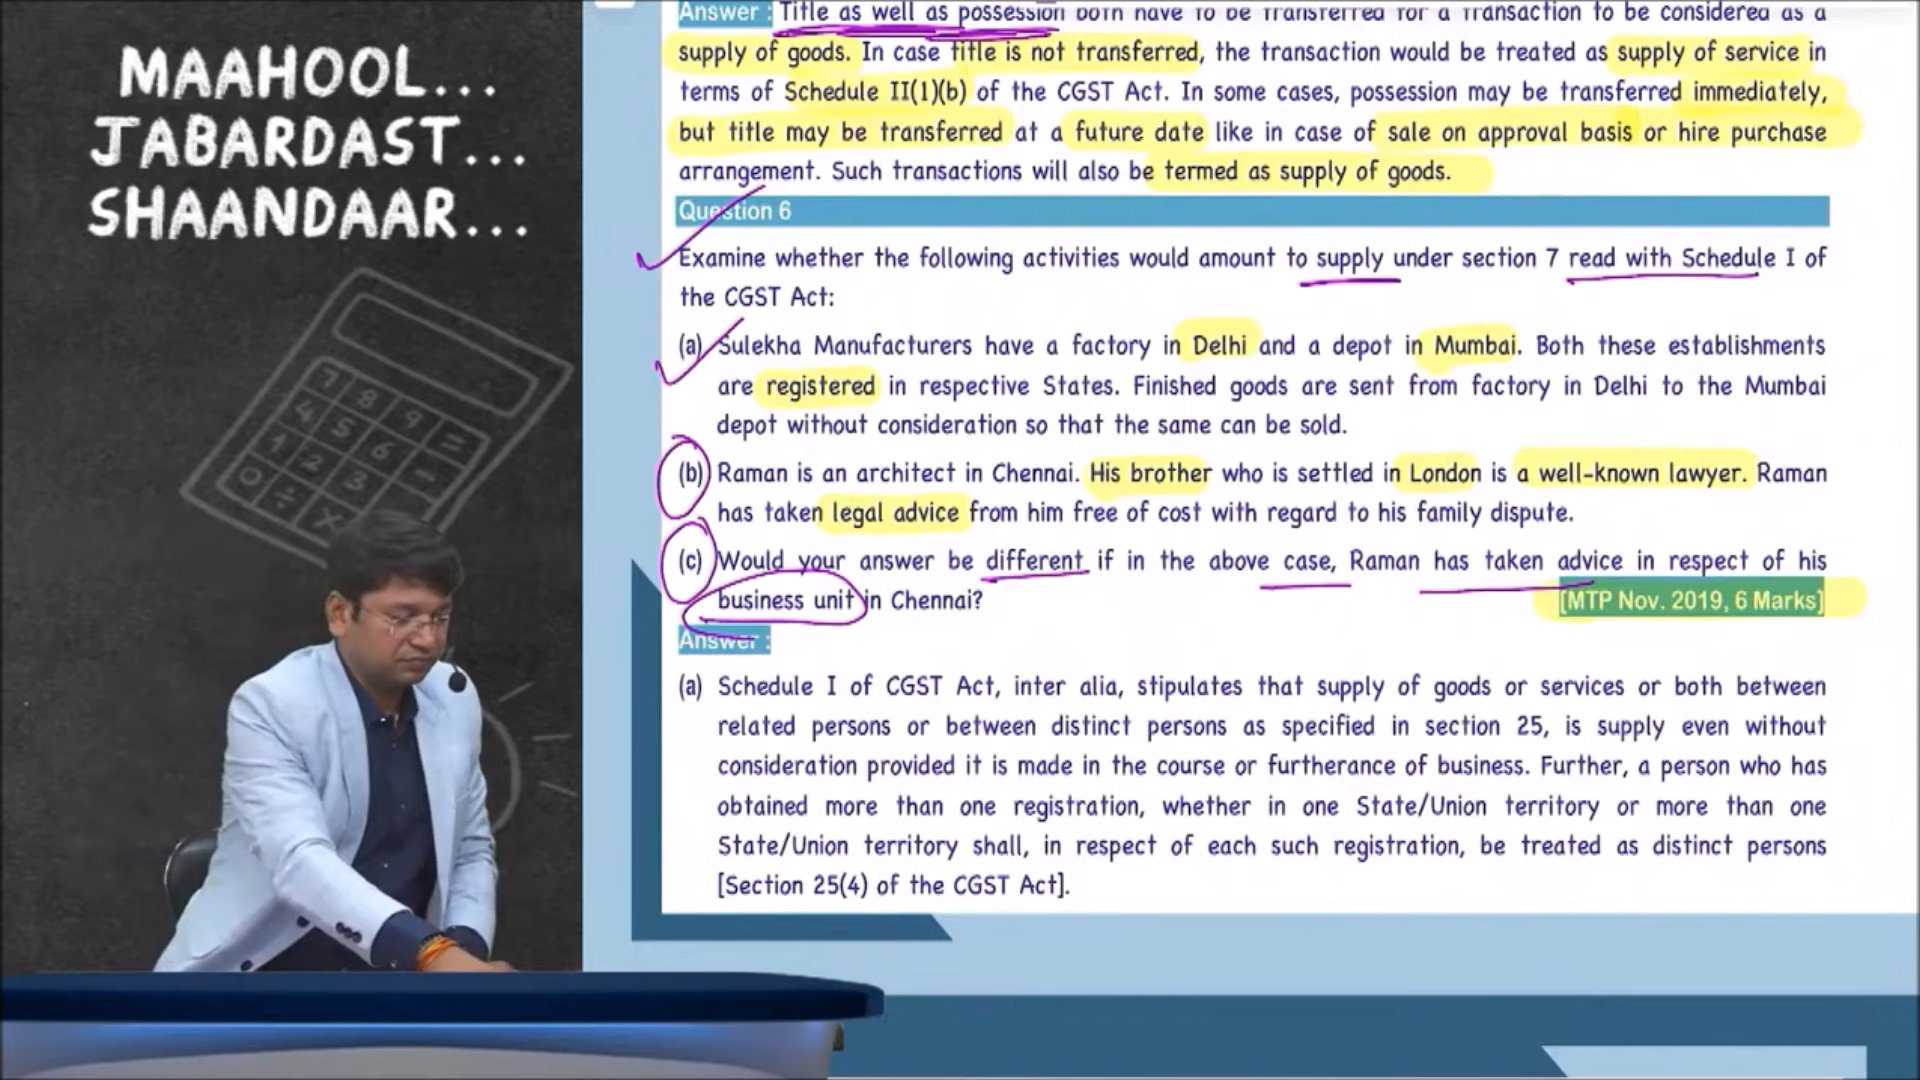 MAAHOOL...
JABARDAST...
SHAANDAAR...
7 8 9 =
4 5 6 -
1 2 3
0 ÷ ×
Answer : Title as well as possession both have to be transferred for a transaction to be considered as a
supply of goods. In case title is not transferred, the transaction would be treated as supply of service in
terms of Schedule II(1)(b) of the CGST Act. In some cases, possession may be transferred immediately,
but title may be transferred at a future date like in case of sale on approval basis or hire purchase
arrangement. Such transactions will also be termed as supply of goods.
Question 6
Examine whether the following activities would amount to supply under section 7 read with Schedule I of
the CGST Act:
(a) Sulekha Manufacturers have a factory in Delhi and a depot in Mumbai. Both these establishments
are registered in respective States. Finished goods are sent from factory in Delhi to the Mumbai
depot without consideration so that the same can be sold.
(b) Raman is an architect in Chennai. His brother who is settled in London is a well-known lawyer. Raman
has taken legal advice from him free of cost with regard to his family dispute.
(c) Would your answer be different if in the above case, Raman has taken advice in respect of his
business unit in Chennai? [MTP Nov. 2019, 6 Marks]
Answer :
(a) Schedule I of CGST Act, inter alia, stipulates that supply of goods or services or both between
related persons or between distinct persons as specified in section 25, is supply even without
consideration provided it is made in the course or furtherance of business. Further, a person who has
obtained more than one registration, whether in one State/Union territory or more than one
State/Union territory shall, in respect of each such registration, be treated as distinct persons
[Section 25(4) of the CGST Act].